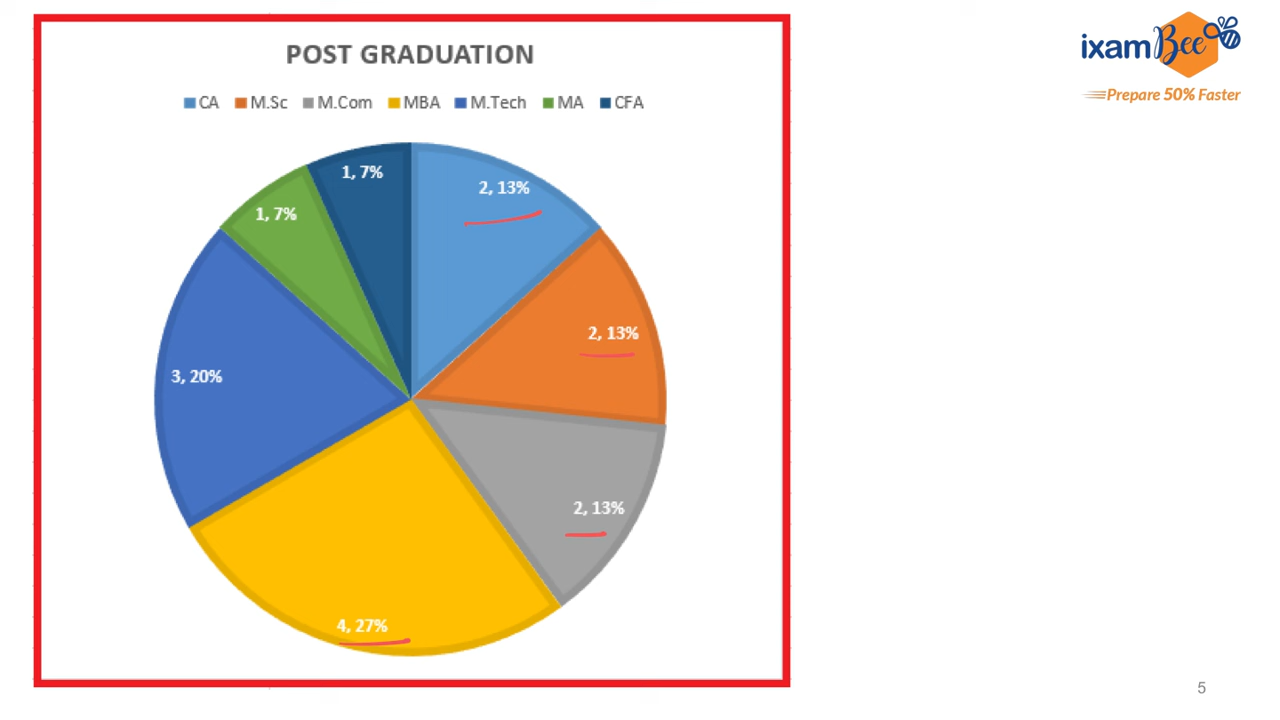 POST GRADUATION
CA M.Sc M.Com MBA M.Tech MA CFA
1, 7%
2, 13%
1, 7%
2, 13%
3, 20%
2, 13%
4, 27%
ixamBee
Prepare 50% Faster
5